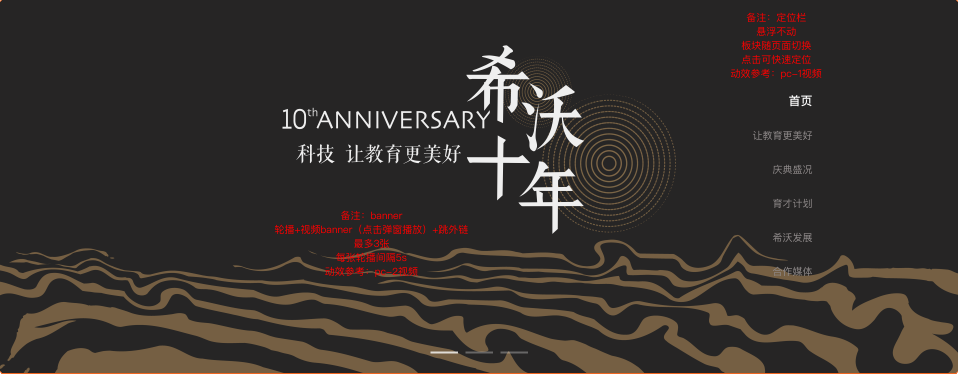 备注：定位栏
悬浮不动
板块随页面切换
点击可快速定位
动效参考：pc-1视频
首页
让教育更美好
庆典盛况
育才计划
希沃发展
合作媒体
希沃
十年
10thANNIVERSARY
科技 让教育更美好
备注：banner
轮播+视频banner（点击弹窗播放）+跳外链
最多3张
每张轮播间隔5s
动效参考：pc-2视频